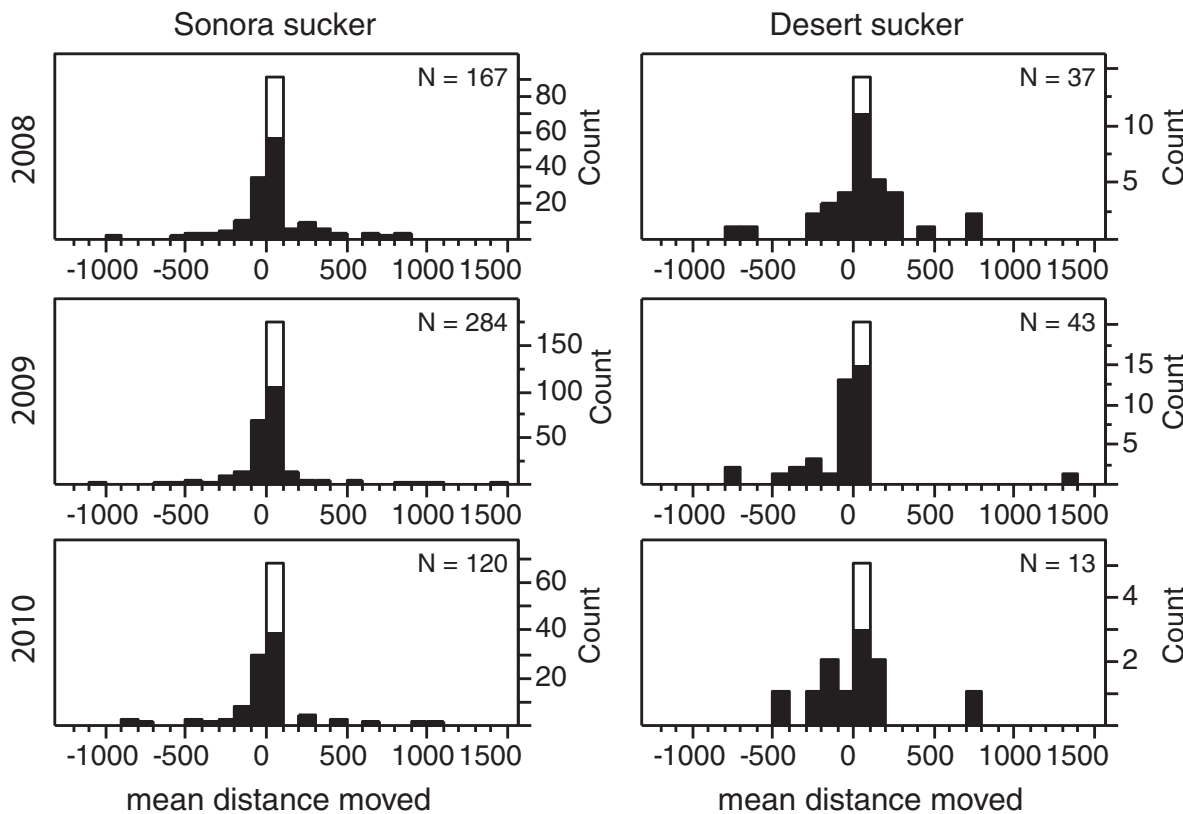 Sonora sucker
Desert sucker
2008
N = 167
80
60
40
20
Count
-1000 -500 0 500 1000 1500
N = 37
10
5
Count
-1000 -500 0 500 1000 1500
2009
N = 284
150
100
50
Count
-1000 -500 0 500 1000 1500
N = 43
15
10
5
Count
-1000 -500 0 500 1000 1500
2010
N = 120
60
40
20
Count
-1000 -500 0 500 1000 1500
N = 13
4
2
Count
-1000 -500 0 500 1000 1500
mean distance moved
mean distance moved